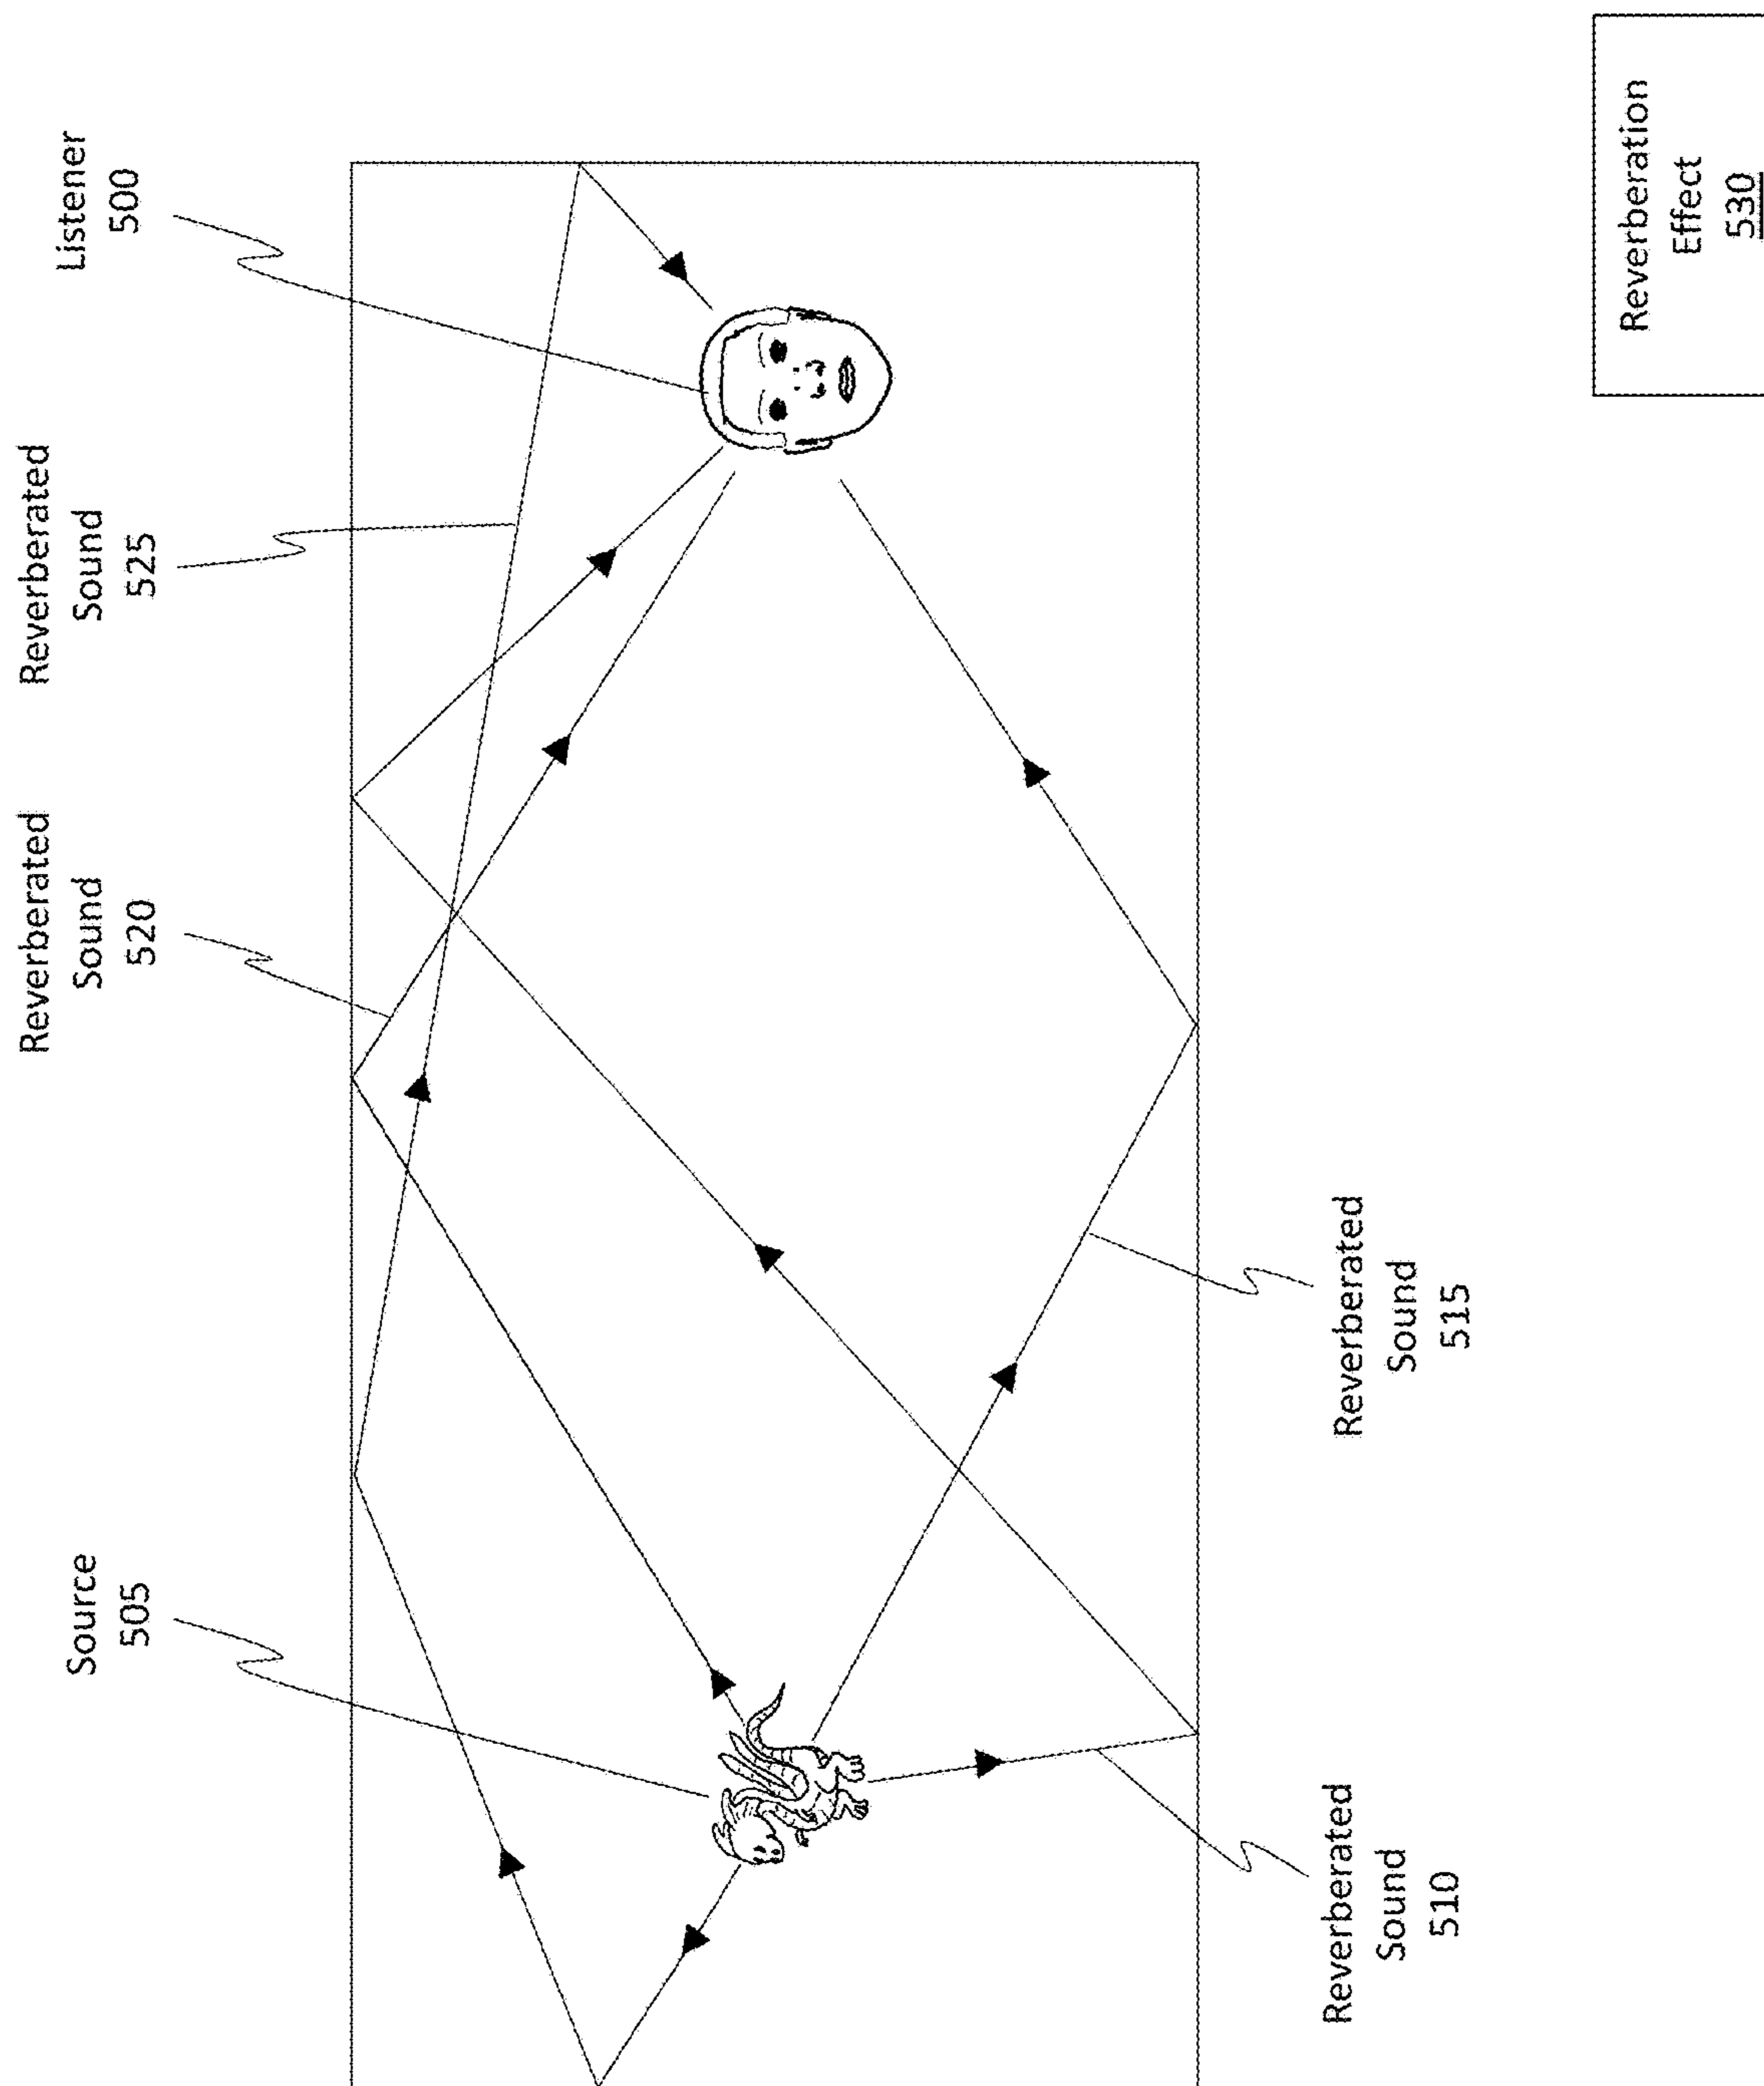 Source
505
Reverberated
Sound
520
Reverberated
Sound
525
Listener
500
Reverberated
Sound
510
Reverberated
Sound
515
Reverberation
Effect
530